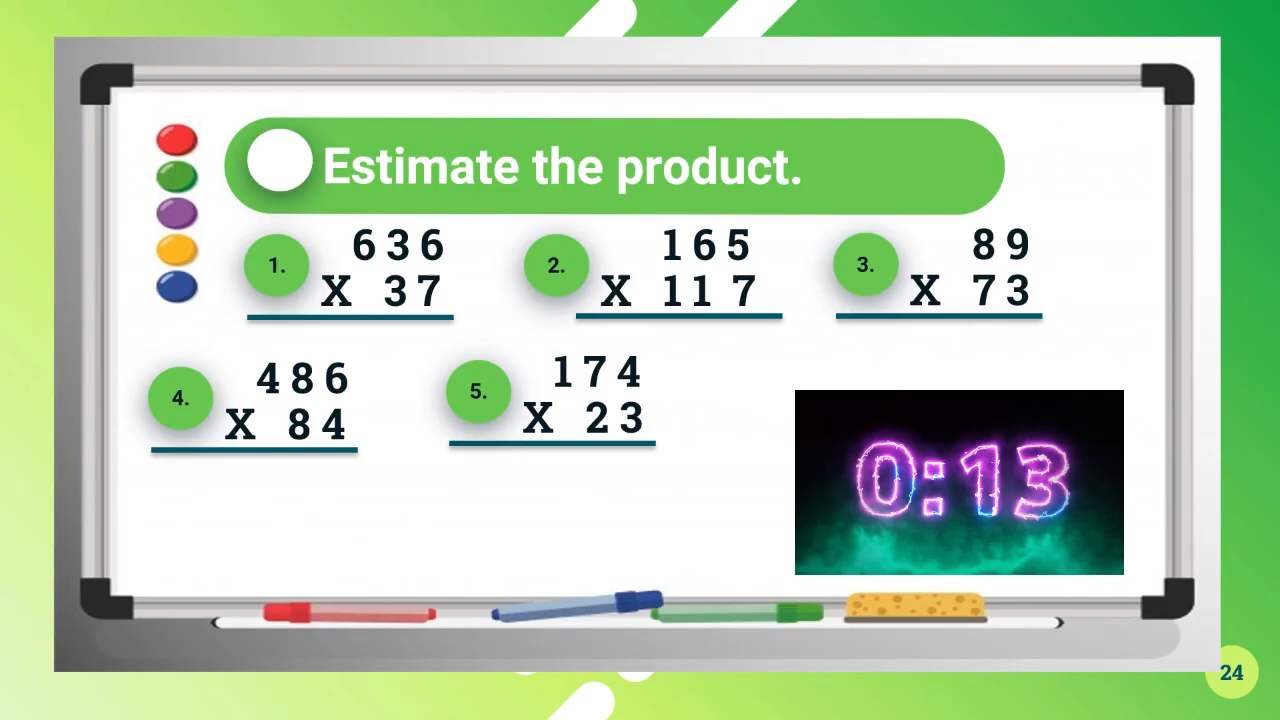 Estimate the product.
1. 636
X 37
2. 165
X 117
3. 89
X 73
4. 486
X 84
5. 174
X 23
0:13
24